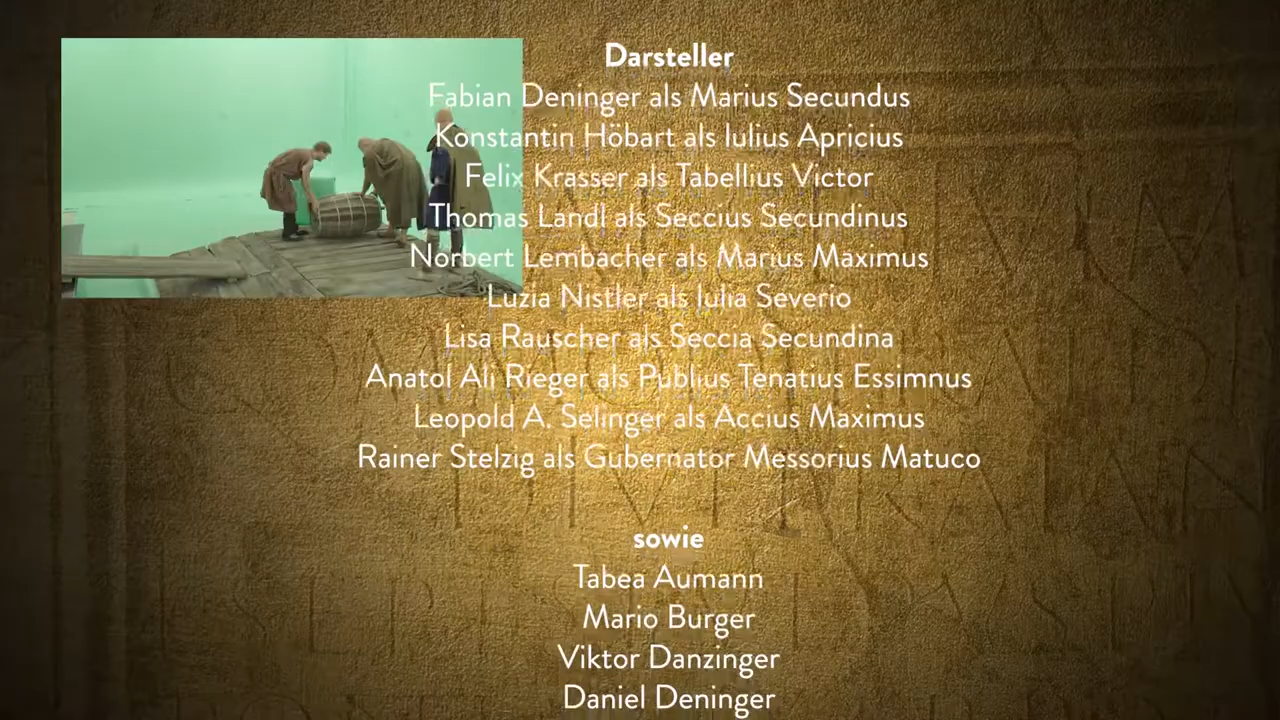 Darsteller
Fabian Deninger als Marius Secundus
Konstantin Höbart als Iulius Apricius
Felix Krasser als Tabellius Victor
Thomas Landl als Seccius Secundinus
Norbert Lembacher als Marius Maximus
Luzia Nistler als Iulia Severio
Lisa Rauscher als Seccia Secundina
Anatol Ali Rieger als Publius Tenatius Essimnus
Leopold A. Selinger als Accius Maximus
Rainer Stelzig als Gubernator Messorius Matuco
sowie
Tabea Aumann
Mario Burger
Viktor Danzinger
Daniel Deninger